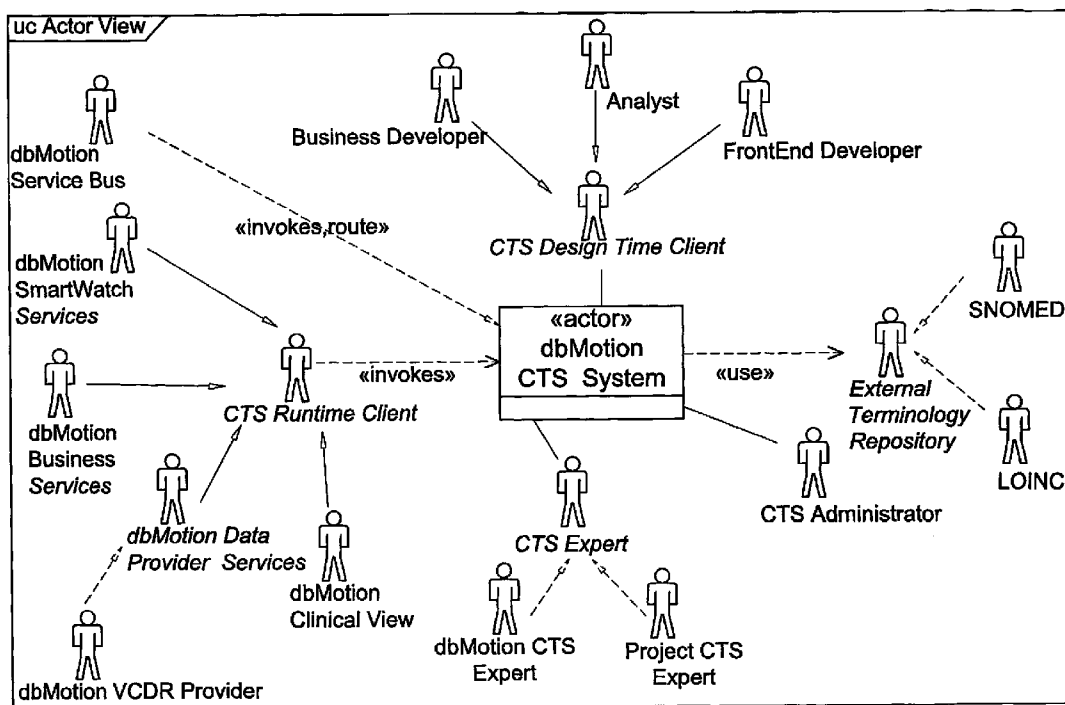 uc Actor View
Analyst
Business Developer
FrontEnd Developer
dbMotion
Service Bus
«invokes,route»
CTS Design Time Client
dbMotion
SmartWatch
Services
SNOMED
«actor»
dbMotion
CTS System
«invokes»
«use»
CTS Runtime Client
External
Terminology
Repository
dbMotion
Business
Services
LOINC
CTS Administrator
dbMotion Data
Provider Services
CTS Expert
dbMotion
Clinical View
dbMotion CTS
Expert
Project CTS
Expert
dbMotion VCDR Provider